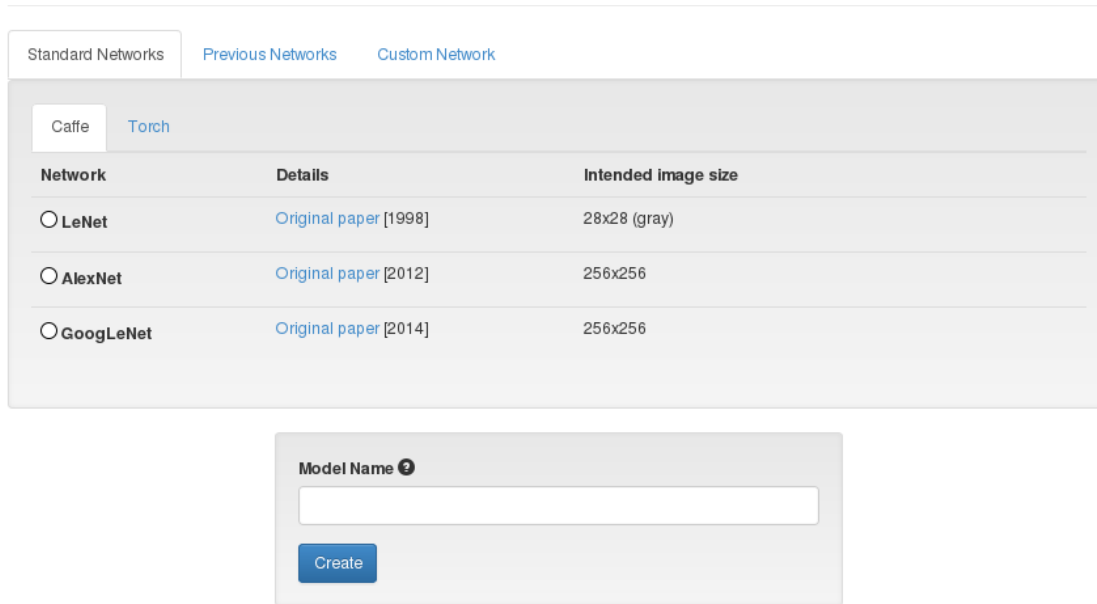 Standard Networks Previous Networks Custom Network
Caffe Torch
Network Details Intended image size
LeNet Original paper [1998] 28x28 (gray)
AlexNet Original paper [2012] 256x256
GoogLeNet Original paper [2014] 256x256
Model Name ?
Create